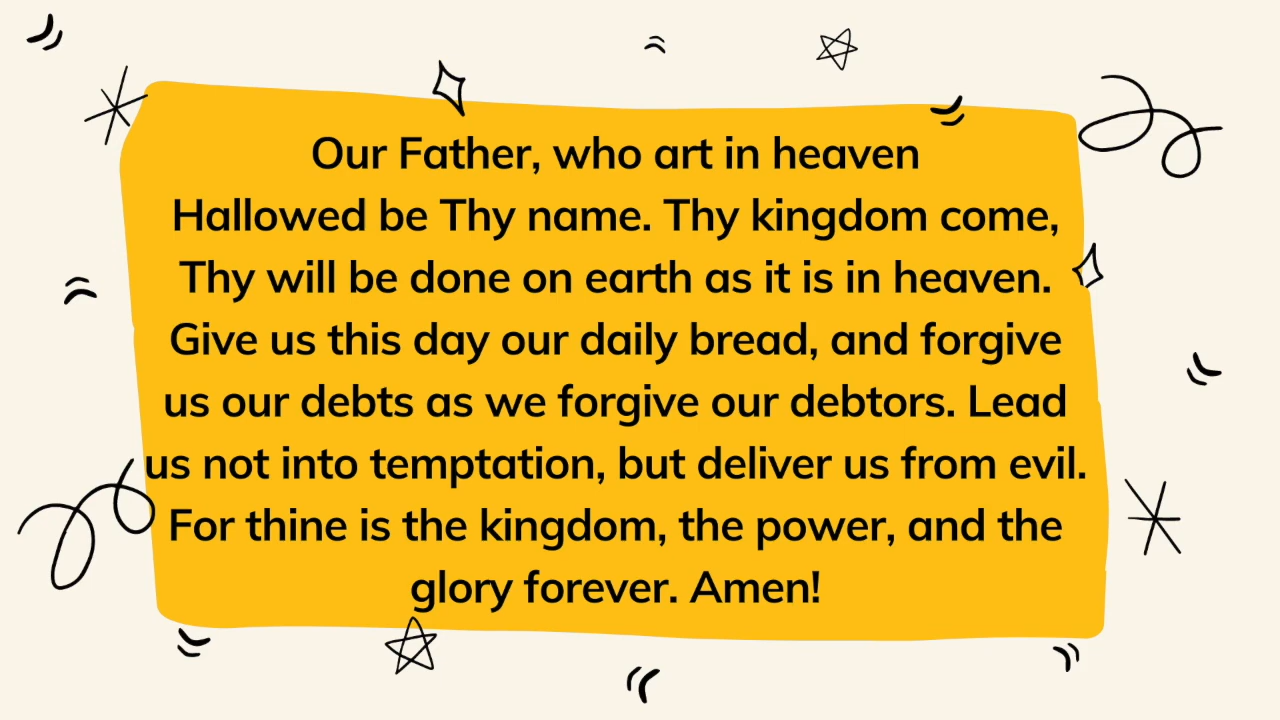 Our Father, who art in heaven
Hallowed be Thy name. Thy kingdom come,
Thy will be done on earth as it is in heaven.
Give us this day our daily bread, and forgive
us our debts as we forgive our debtors. Lead
us not into temptation, but deliver us from evil.
For thine is the kingdom, the power, and the
glory forever. Amen!